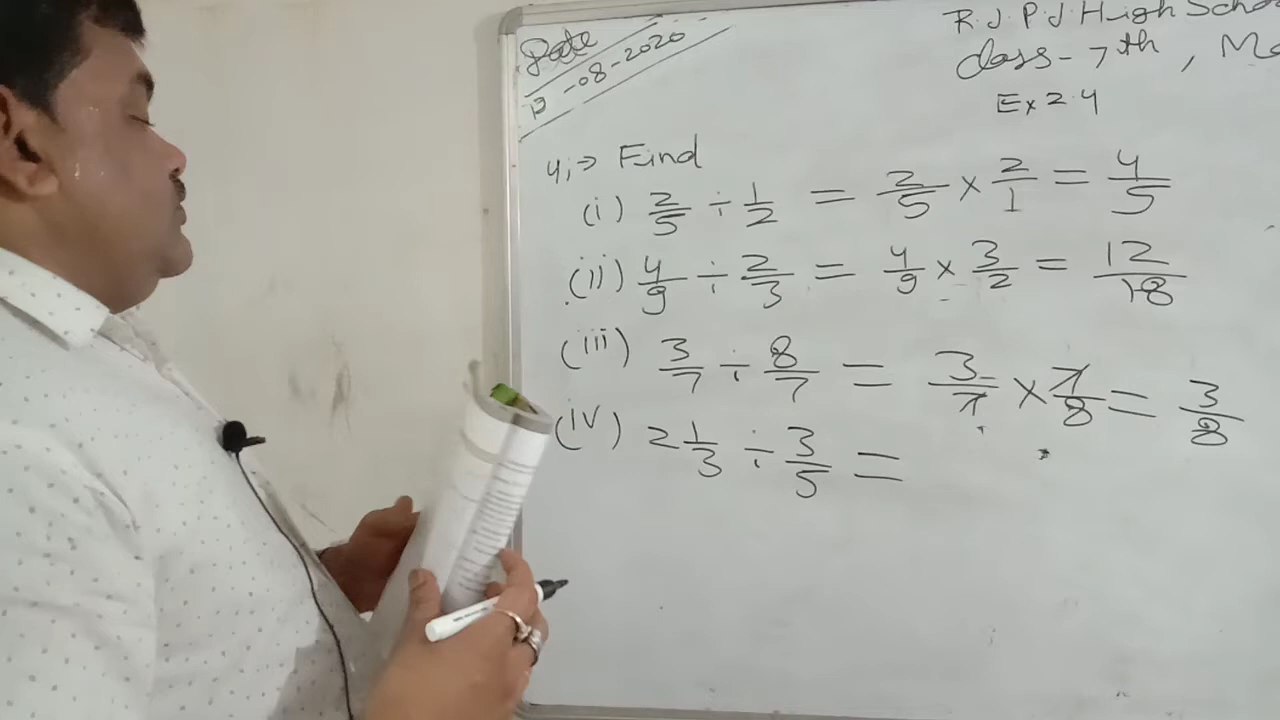 Date
13-08-2020
R.J.P.J High Scho
Class-7th, Ma
Ex 2.4
4,→ Find
(i) 2/5 ÷ 1/2 = 2/5 × 2/1 = 4/5
(ii) 4/9 ÷ 2/3 = 4/9 × 3/2 = 12/18
(iii) 3/7 ÷ 8/7 = 3/7 × 7/8 = 3/8
(iv) 2 1/3 ÷ 3/5 =